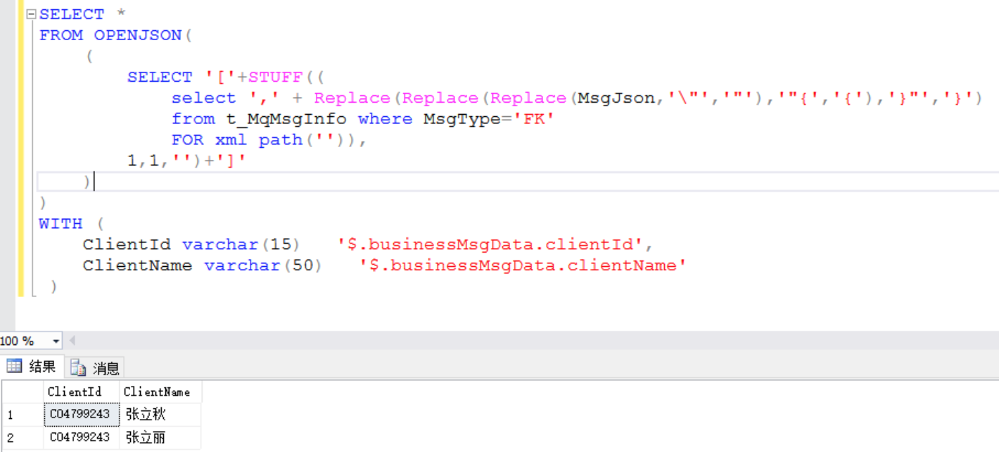 SELECT *
FROM OPENJSON(
(
SELECT '['+STUFF((
select ',' + Replace(Replace(Replace(MsgJson,'\"','"'),'"{','{'),'}"','}')
from t_MqMsgInfo where MsgType='FK'
FOR xml path('')),
1,1,'')+']'
)
)
WITH (
ClientId varchar(15) '$.businessMsgData.clientId',
ClientName varchar(50) '$.businessMsgData.clientName'
)
100 %
结果 消息
ClientId ClientName
1 C04799243 张立秋
2 C04799243 张立丽